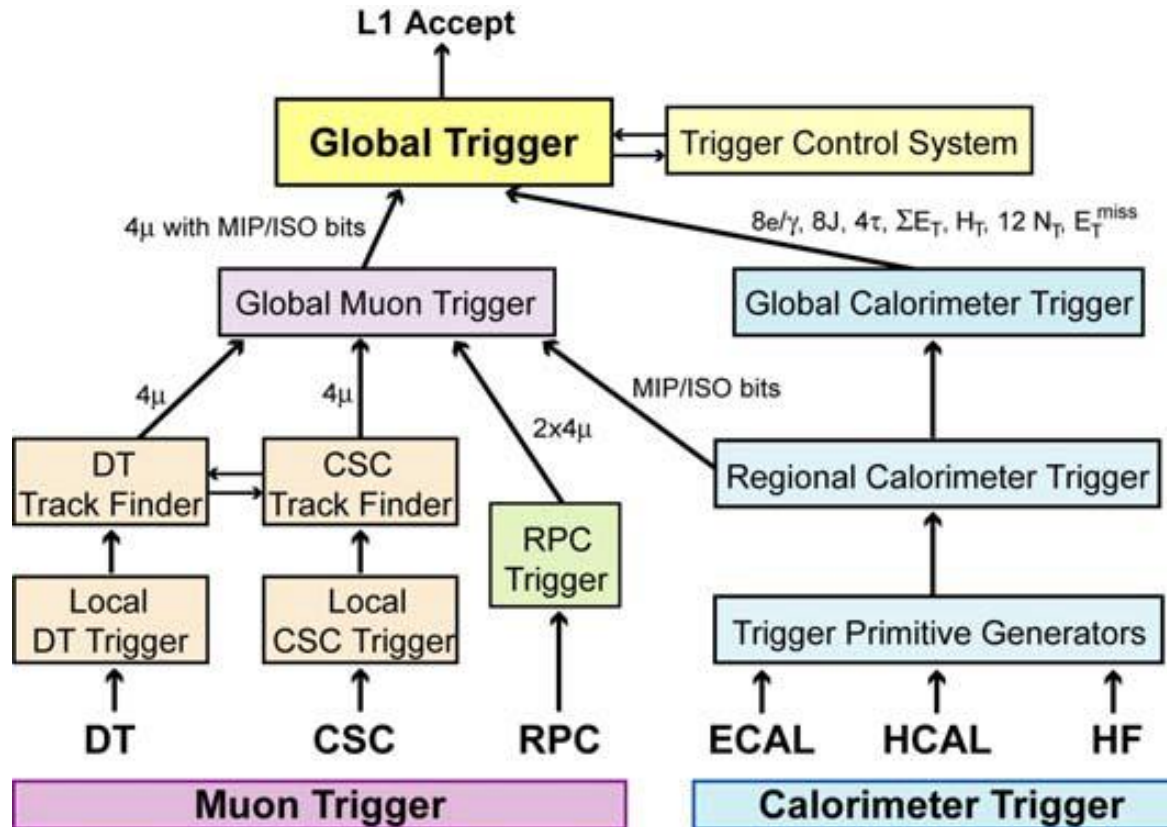 L1 Accept
Global Trigger
Trigger Control System
4μ with MIP/ISO bits
8e/γ, 8J, 4τ, ΣE_T, H_T, 12 N_T, E_T^miss
Global Muon Trigger
Global Calorimeter Trigger
4μ
4μ
2x4μ
MIP/ISO bits
DT
Track Finder
CSC
Track Finder
RPC
Trigger
Regional Calorimeter Trigger
Local
DT Trigger
Local
CSC Trigger
Trigger Primitive Generators
DT
CSC
RPC
ECAL
HCAL
HF
Muon Trigger
Calorimeter Trigger